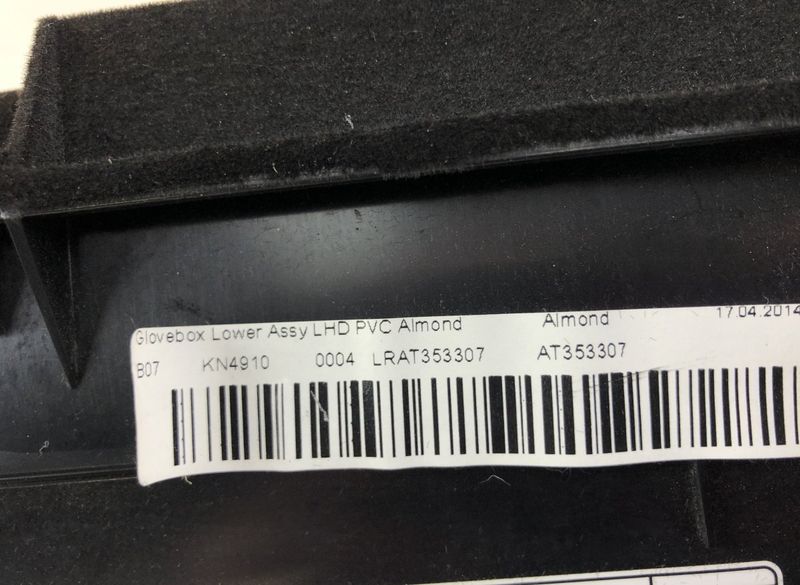 Glovebox Lower Assy LHD PVC Almond Almond 17.04.2014
B07 KN4910 0004 LRAT353307 AT353307